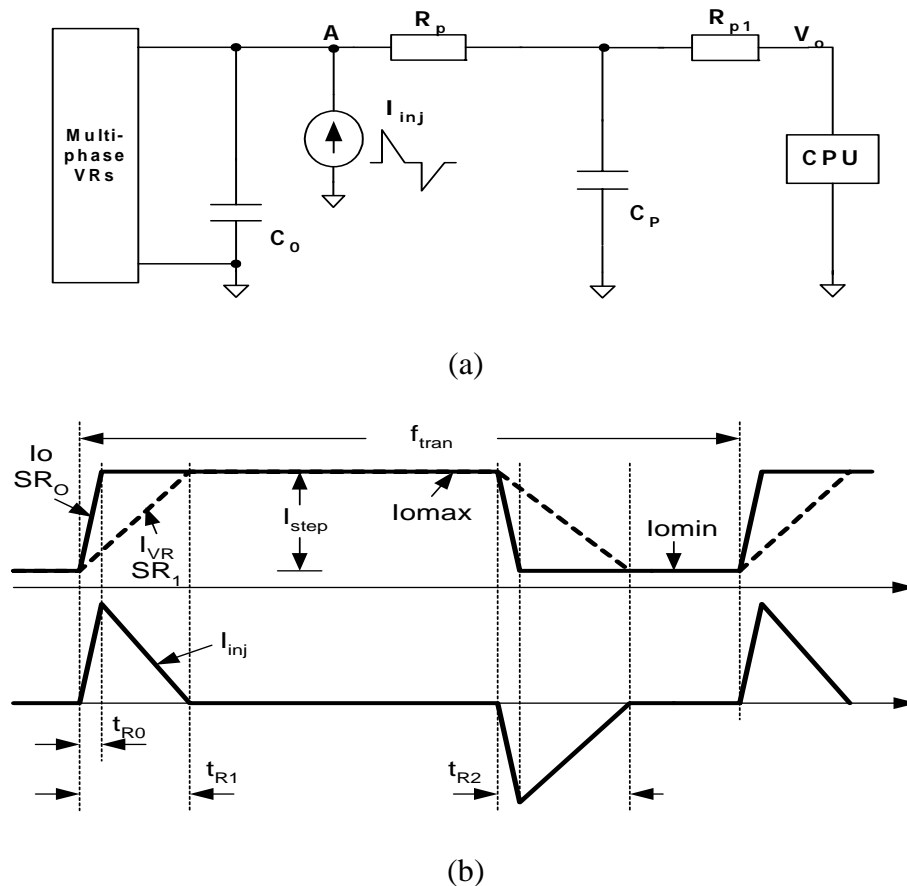 A
R p
R p1
V o
Multi-
phase
VRs
I inj
CPU
C o
C P
(a)
f tran
Io
SR O
I step
Iomax
Iomin
I VR
SR 1
I inj
t R0
t R1
t R2
(b)